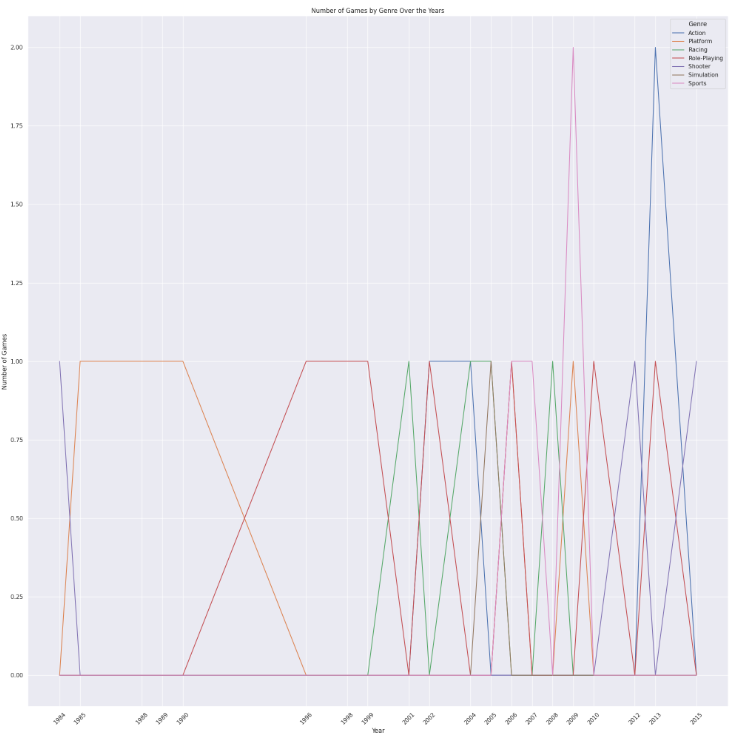 Number of Games by Genre Over the Years
Genre
Action
Platform
Racing
Role-Playing
Shooter
Simulation
Sports
2.00
1.75
1.50
1.25
1.00
0.75
0.50
0.25
0.00
Number of Games
1984 1985 1988 1989 1990 1996 1998 1999 2001 2002 2004 2005 2006 2007 2008 2009 2010 2012 2013 2015
Year